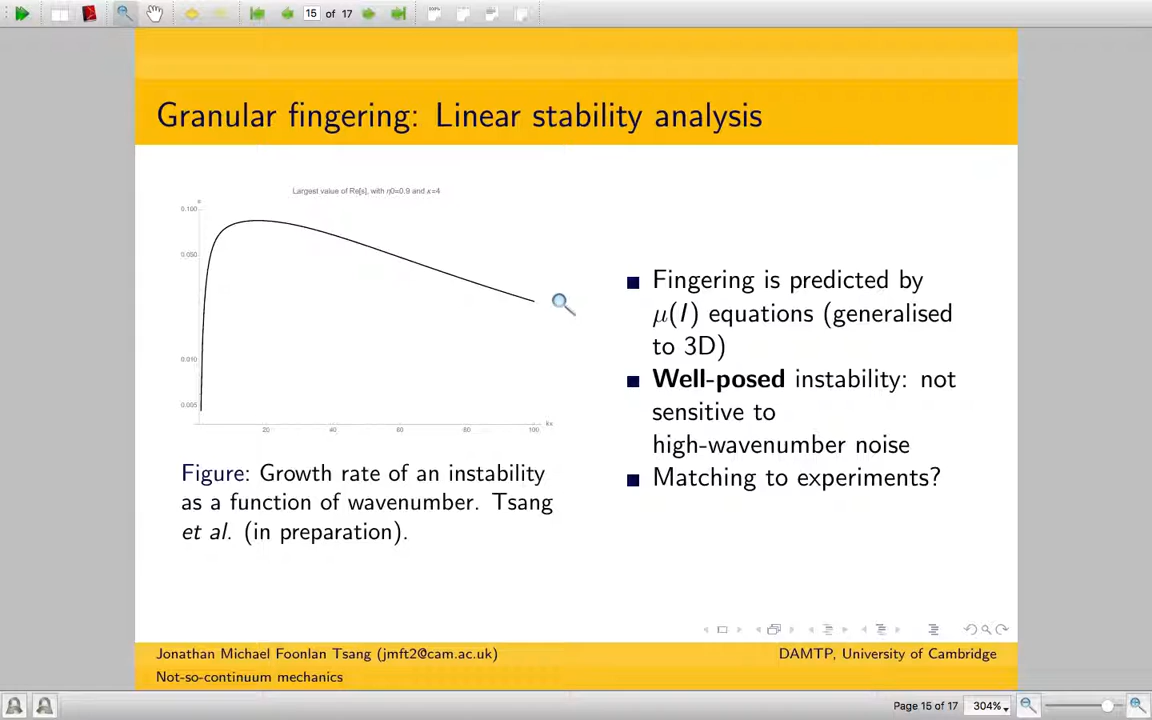 15 of 17
Granular fingering: Linear stability analysis
Largest value of Re[s], with η0=0.9 and κ=4
s
0.100
0.050
0.010
0.005
20 40 60 80 100 kx
Figure: Growth rate of an instability
as a function of wavenumber. Tsang
et al. (in preparation).
Fingering is predicted by
μ(I) equations (generalised
to 3D)
Well-posed instability: not
sensitive to
high-wavenumber noise
Matching to experiments?
Jonathan Michael Foonlan Tsang (jmft2@cam.ac.uk)
DAMTP, University of Cambridge
Not-so-continuum mechanics
Page 15 of 17
304%